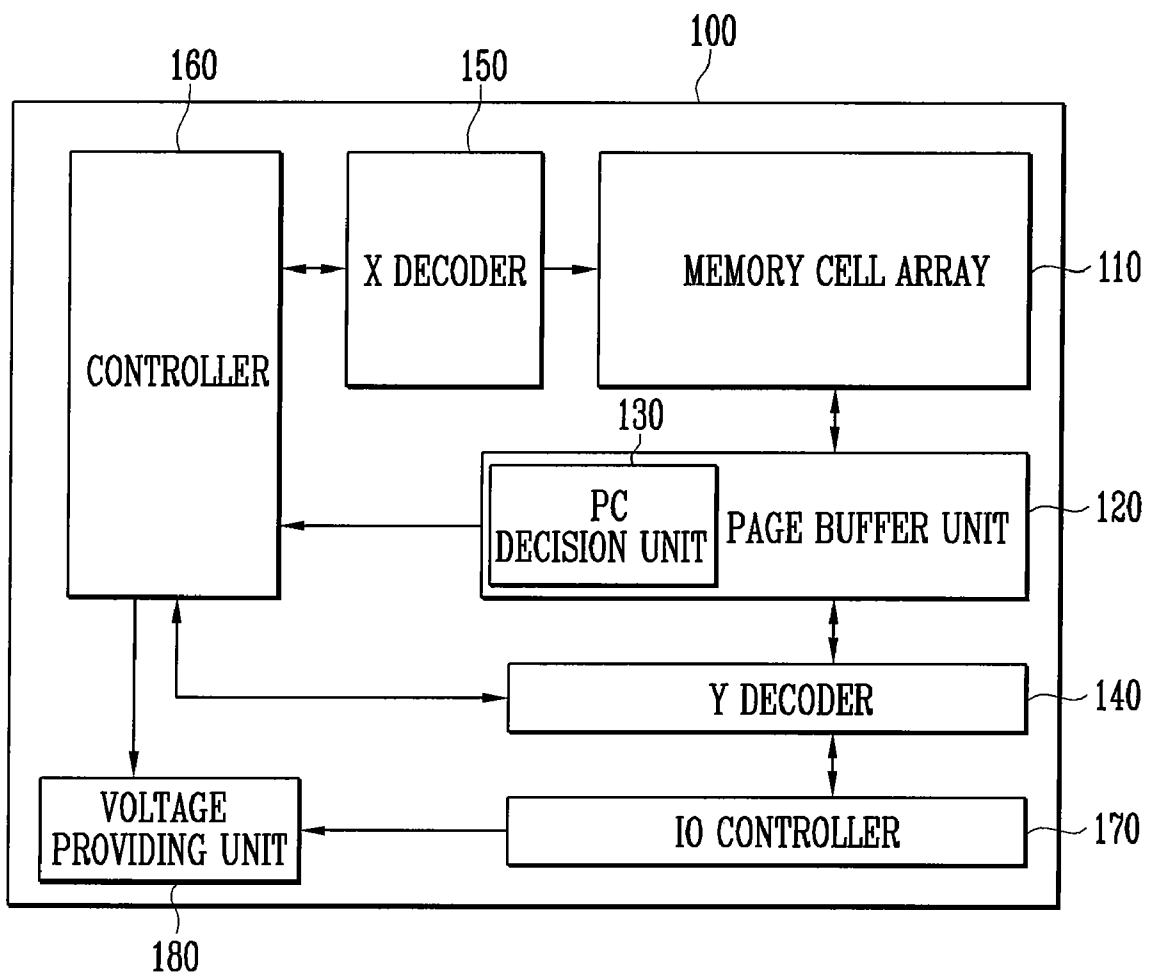 100
160
150
X DECODER
MEMORY CELL ARRAY
110
CONTROLLER
130
PC
DECISION UNIT
PAGE BUFFER UNIT
120
Y DECODER
140
VOLTAGE
PROVIDING UNIT
IO CONTROLLER
170
180